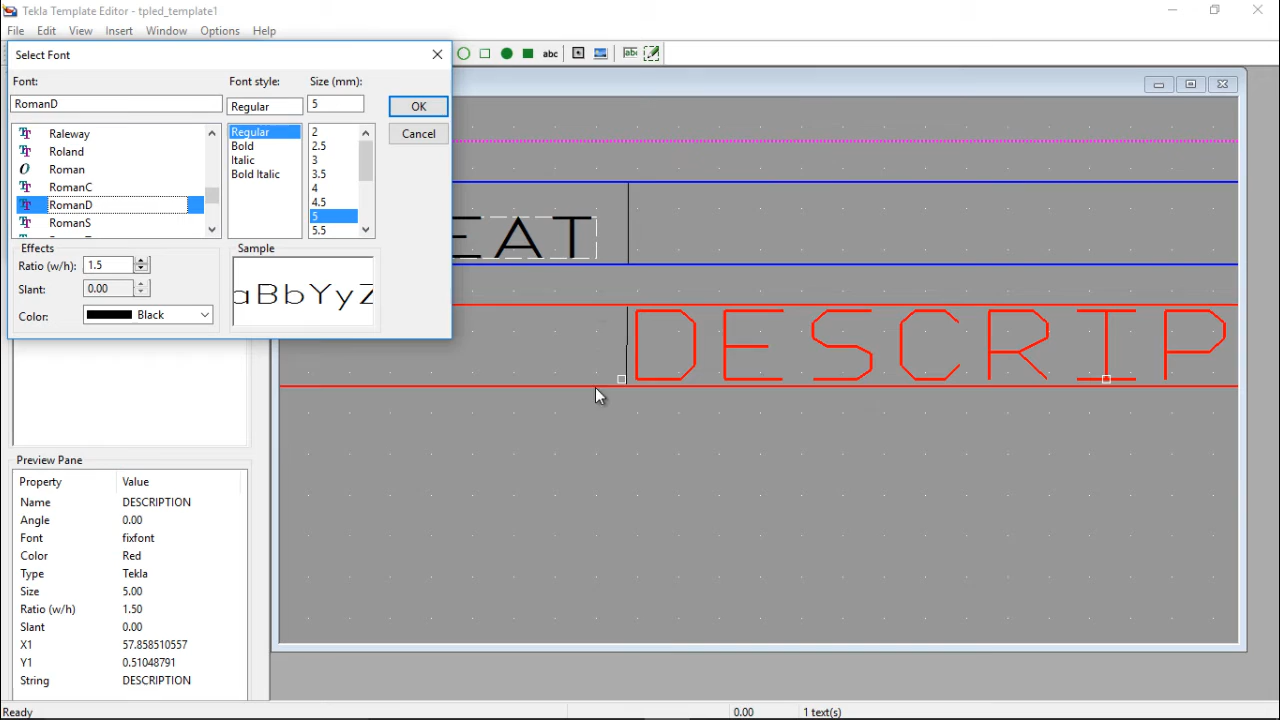 Tekla Template Editor - tpled_template1
File Edit View Insert Window Options Help
abc abc
Select Font
Font: Font style: Size (mm):
RomanD Regular 5 OK
Cancel
Raleway
Roland
Roman
RomanC
RomanD
RomanS
Regular
Bold
Italic
Bold Italic
2
2.5
3
3.5
4
4.5
5
5.5
Effects
Ratio (w/h): 1.5
Slant: 0.00
Color: Black
Sample
aBbYyZ
EAT
DESCRIP
Preview Pane
Property Value
Name DESCRIPTION
Angle 0.00
Font fixfont
Color Red
Type Tekla
Size 5.00
Ratio (w/h) 1.50
Slant 0.00
X1 57.858510557
Y1 0.51048791
String DESCRIPTION
Ready 0.00 1 text(s)